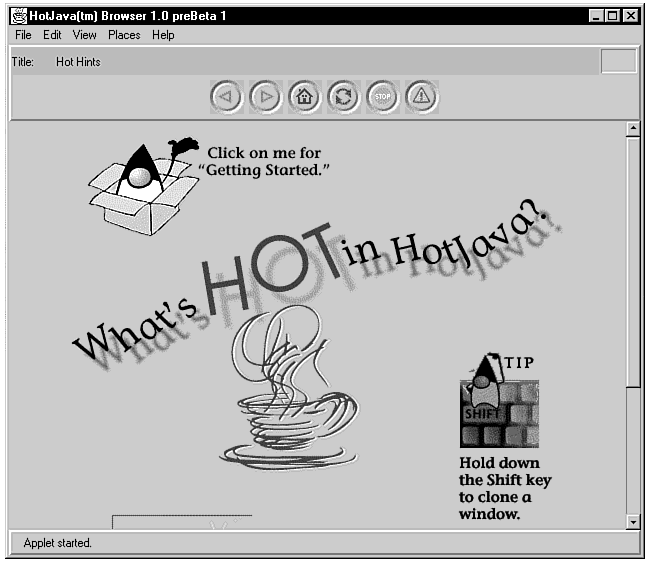 HotJava(tm) Browser 1.0 preBeta 1
File Edit View Places Help
Title: Hot Hints
STOP
Click on me for
“Getting Started.”
What's HOT in HotJava?
TIP
SHIFT
Hold down
the Shift key
to clone a
window.
Applet started.